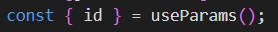 const { id } = useParams();